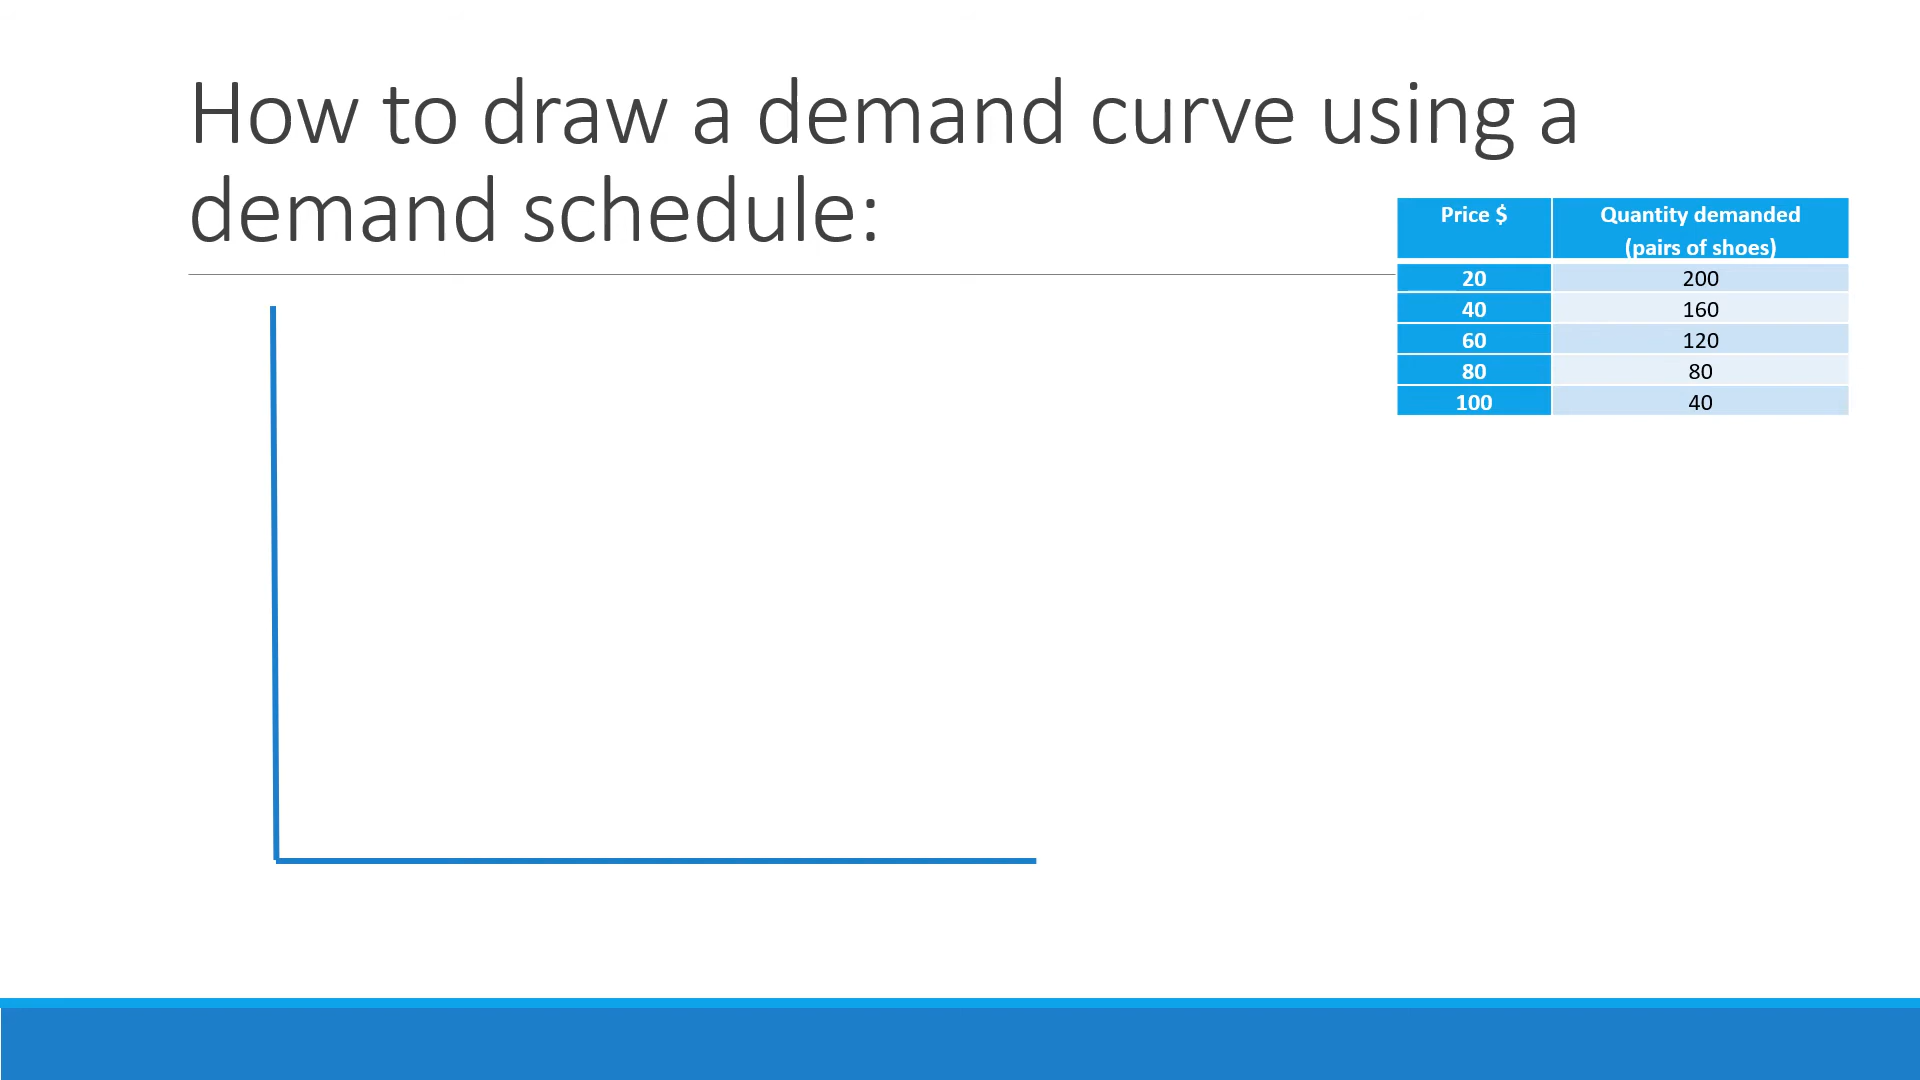 How to draw a demand curve using a
demand schedule:
Price $ Quantity demanded
(pairs of shoes)
20 200
40 160
60 120
80 80
100 40